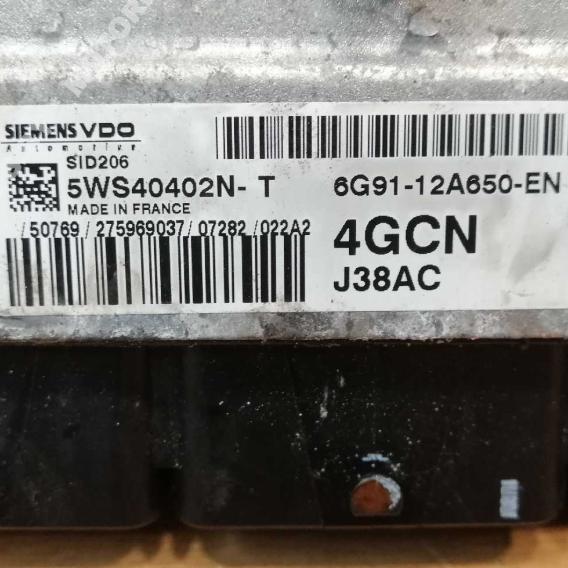 SIEMENS VDO
Automotive
SID206
5WS40402N- T
MADE IN FRANCE
/ 50769 / 275969037 / 07282 / 022A2
6G91-12A650-EN
4GCN
J38AC